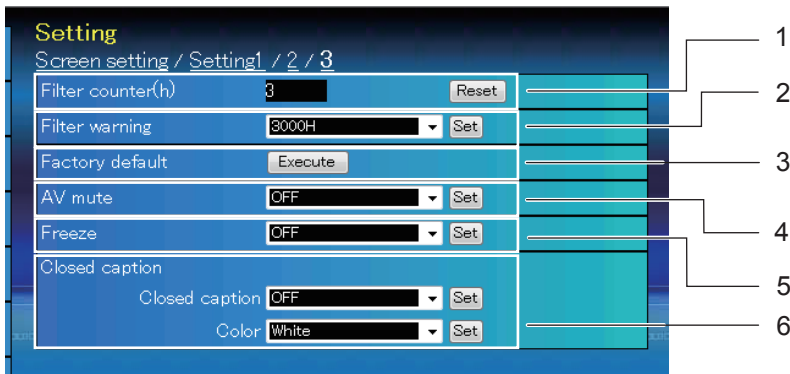 Setting
Screen setting / Setting1 / 2 / 3
Filter counter(h) 3 Reset 1
Filter warning 3000H Set 2
Factory default Execute 3
AV mute OFF Set 4
Freeze OFF Set 5
Closed caption
Closed caption OFF Set 6
Color White Set